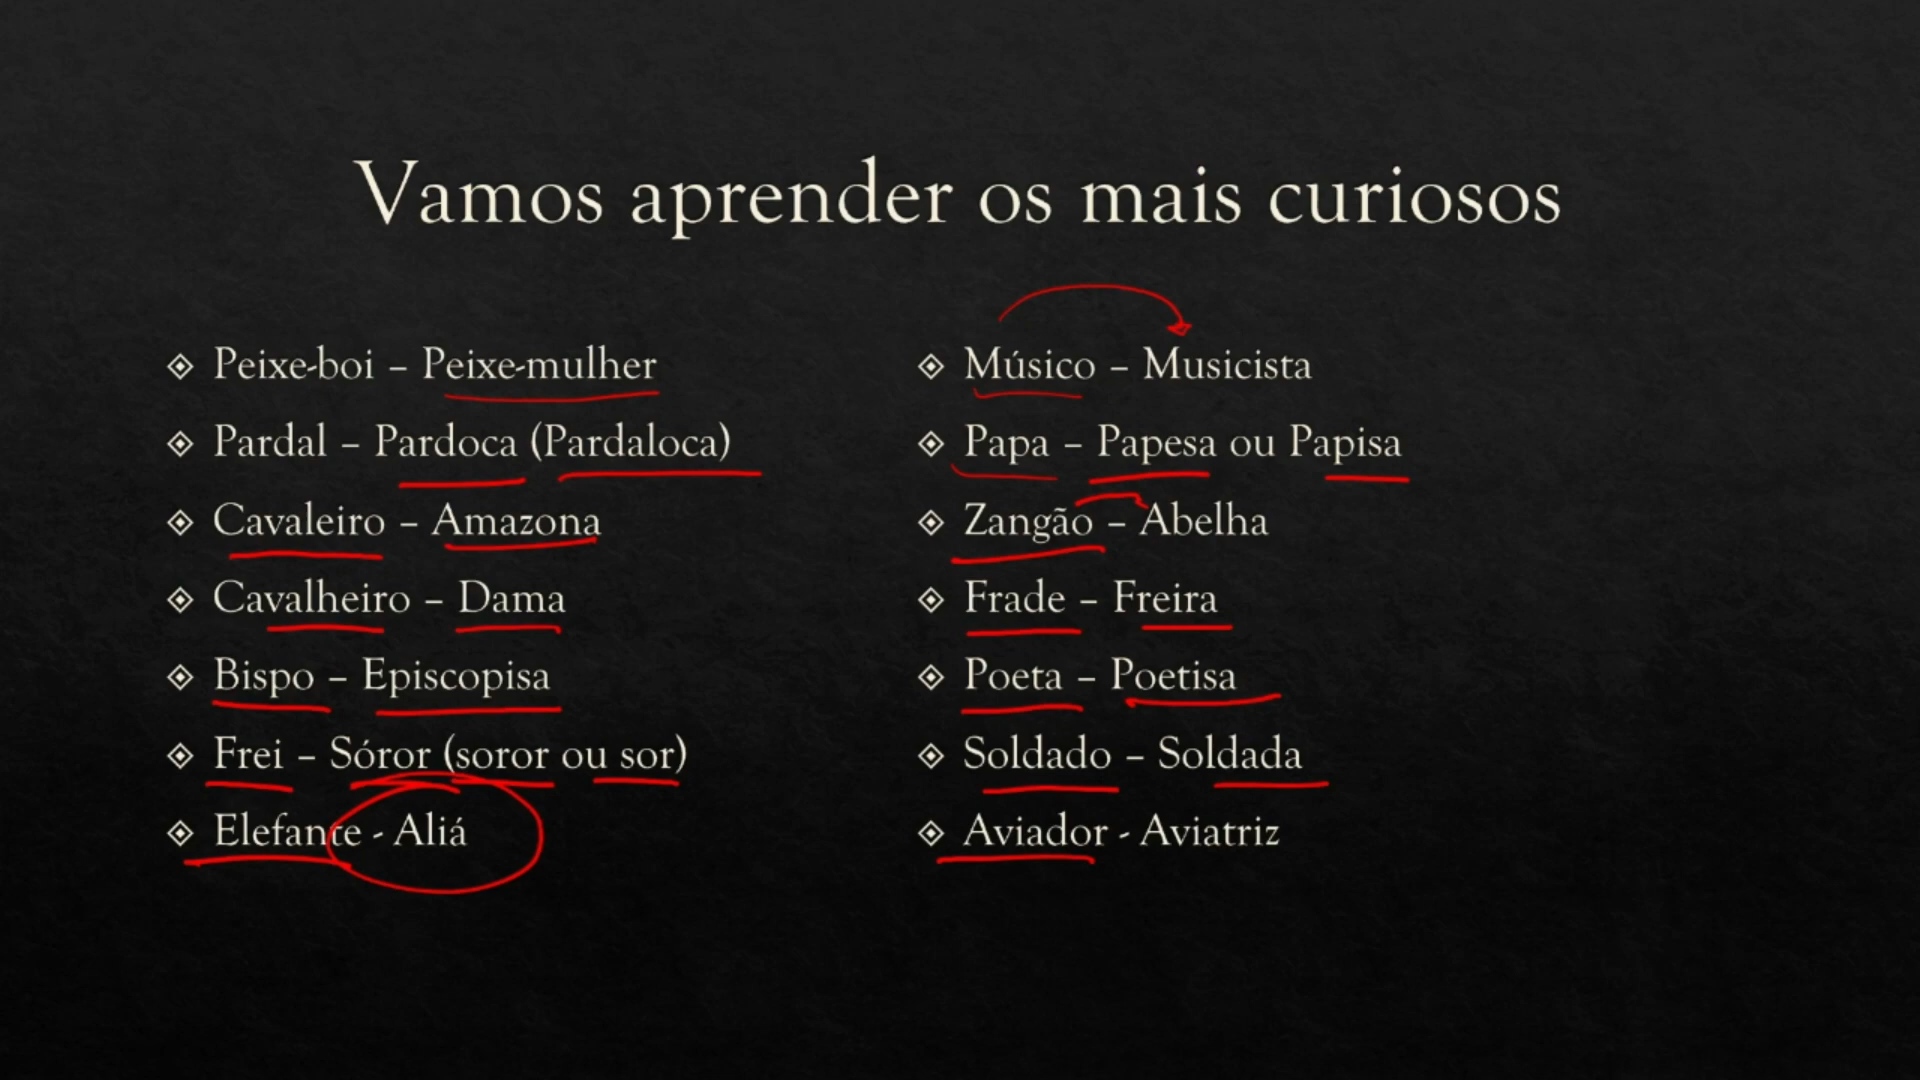 Vamos aprender os mais curiosos
Peixe-boi – Peixe-mulher
Pardal – Pardoca (Pardaloca)
Cavaleiro – Amazona
Cavalheiro – Dama
Bispo – Episcopisa
Frei – Sóror (soror ou sor)
Elefante - Aliá
Músico – Musicista
Papa – Papesa ou Papisa
Zangão – Abelha
Frade – Freira
Poeta – Poetisa
Soldado – Soldada
Aviador - Aviatriz